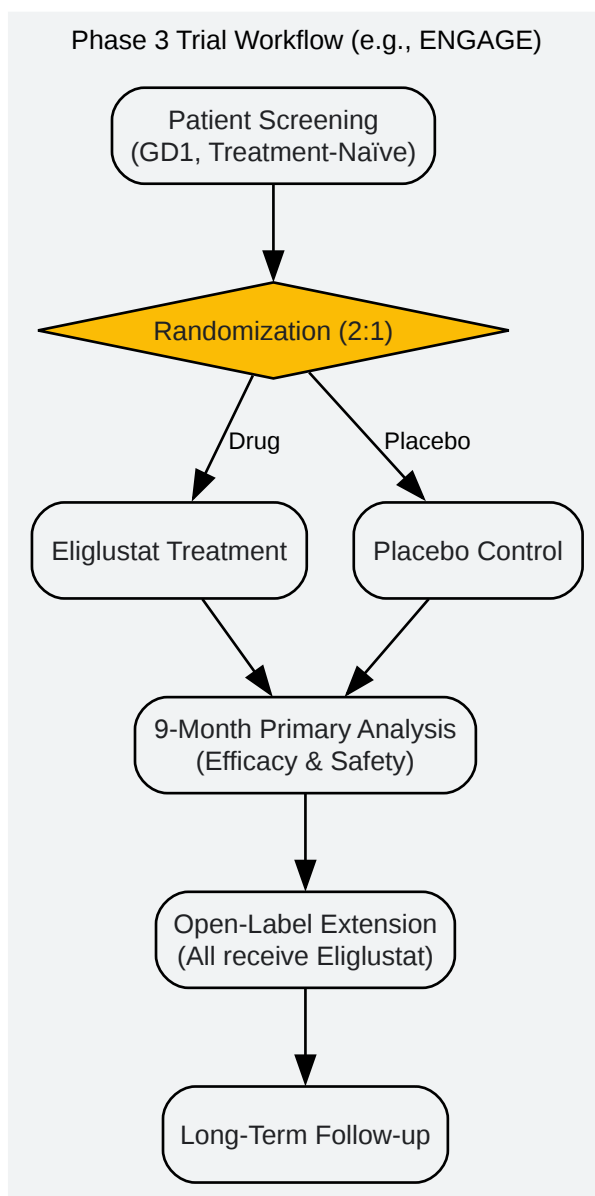 Phase 3 Trial Workflow (e.g., ENGAGE)
Patient Screening
(GD1, Treatment-Naïve)
Randomization (2:1)
Drug
Placebo
Eliglustat Treatment
Placebo Control
9-Month Primary Analysis
(Efficacy & Safety)
Open-Label Extension
(All receive Eliglustat)
Long-Term Follow-up